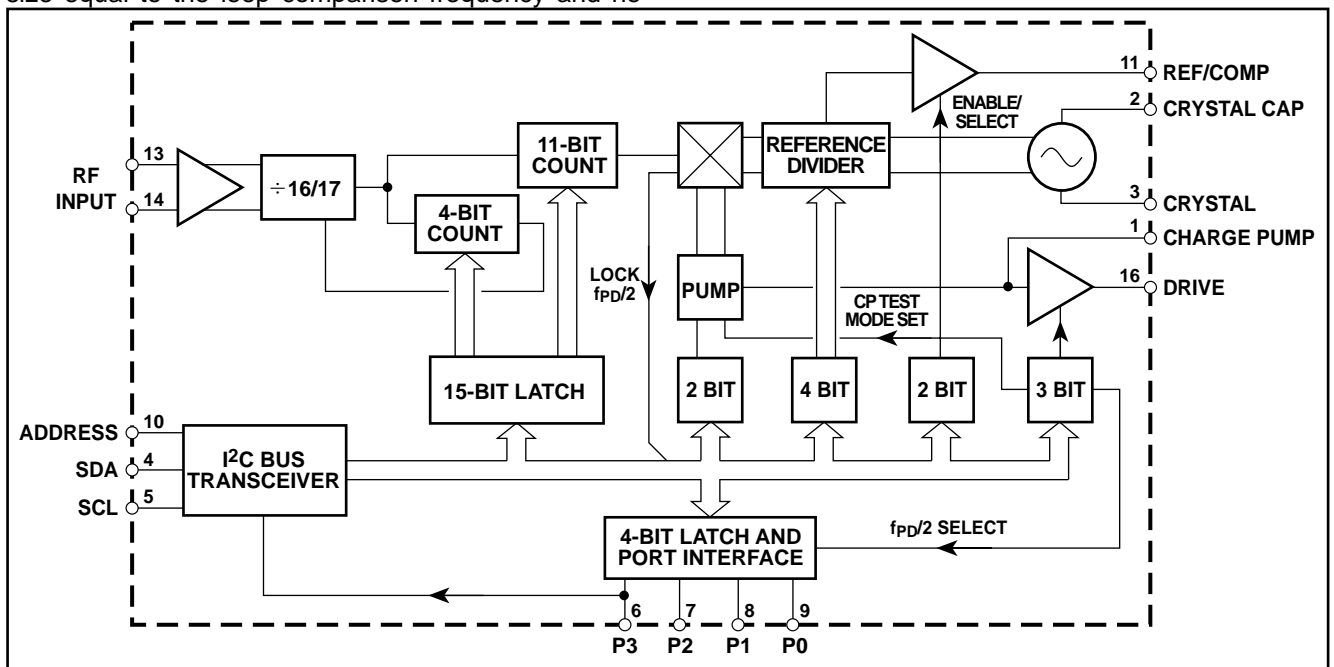 size equal to the loop comparison frequency and no
11 REF/COMP
2 CRYSTAL CAP
ENABLE/
SELECT
13
RF
INPUT
14
÷16/17
11-BIT
COUNT
4-BIT
COUNT
REFERENCE
DIVIDER
3 CRYSTAL
1 CHARGE PUMP
LOCK
fPD/2
PUMP
CP TEST
MODE SET
16 DRIVE
15-BIT LATCH
2 BIT
4 BIT
2 BIT
3 BIT
ADDRESS 10
SDA 4
SCL 5
I²C BUS
TRANSCEIVER
4-BIT LATCH AND
PORT INTERFACE
fPD/2 SELECT
6 7 8 9
P3 P2 P1 P0